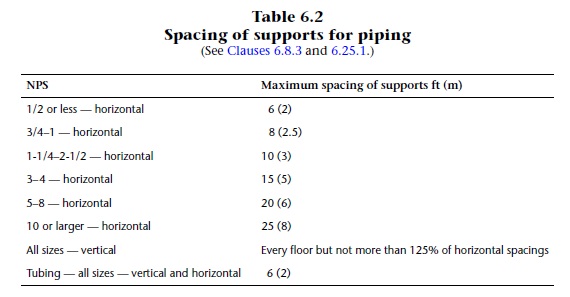 Table 6.2
Spacing of supports for piping
(See Clauses 6.8.3 and 6.25.1.)
NPS Maximum spacing of supports ft (m)
1/2 or less — horizontal 6 (2)
3/4–1 — horizontal 8 (2.5)
1-1/4–2-1/2 — horizontal 10 (3)
3–4 — horizontal 15 (5)
5–8 — horizontal 20 (6)
10 or larger — horizontal 25 (8)
All sizes — vertical Every floor but not more than 125% of horizontal spacings
Tubing — all sizes — vertical and horizontal 6 (2)